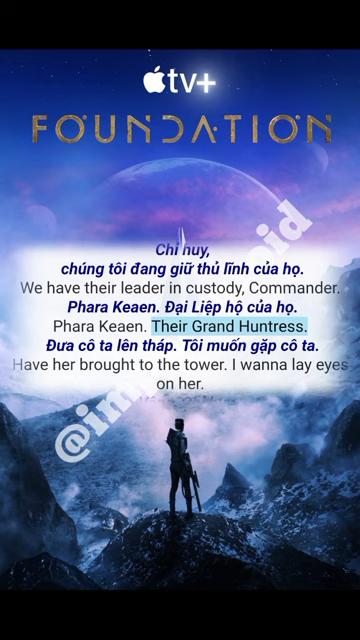 tv+
FOUNDATION
Chỉ huy,
chúng tôi đang giữ thủ lĩnh của họ.
We have their leader in custody, Commander.
Phara Keaen. Đại Liệp hộ của họ.
Phara Keaen. Their Grand Huntress.
Đưa cô ta lên tháp. Tôi muốn gặp cô ta.
Have her brought to the tower. I wanna lay eyes
on her.